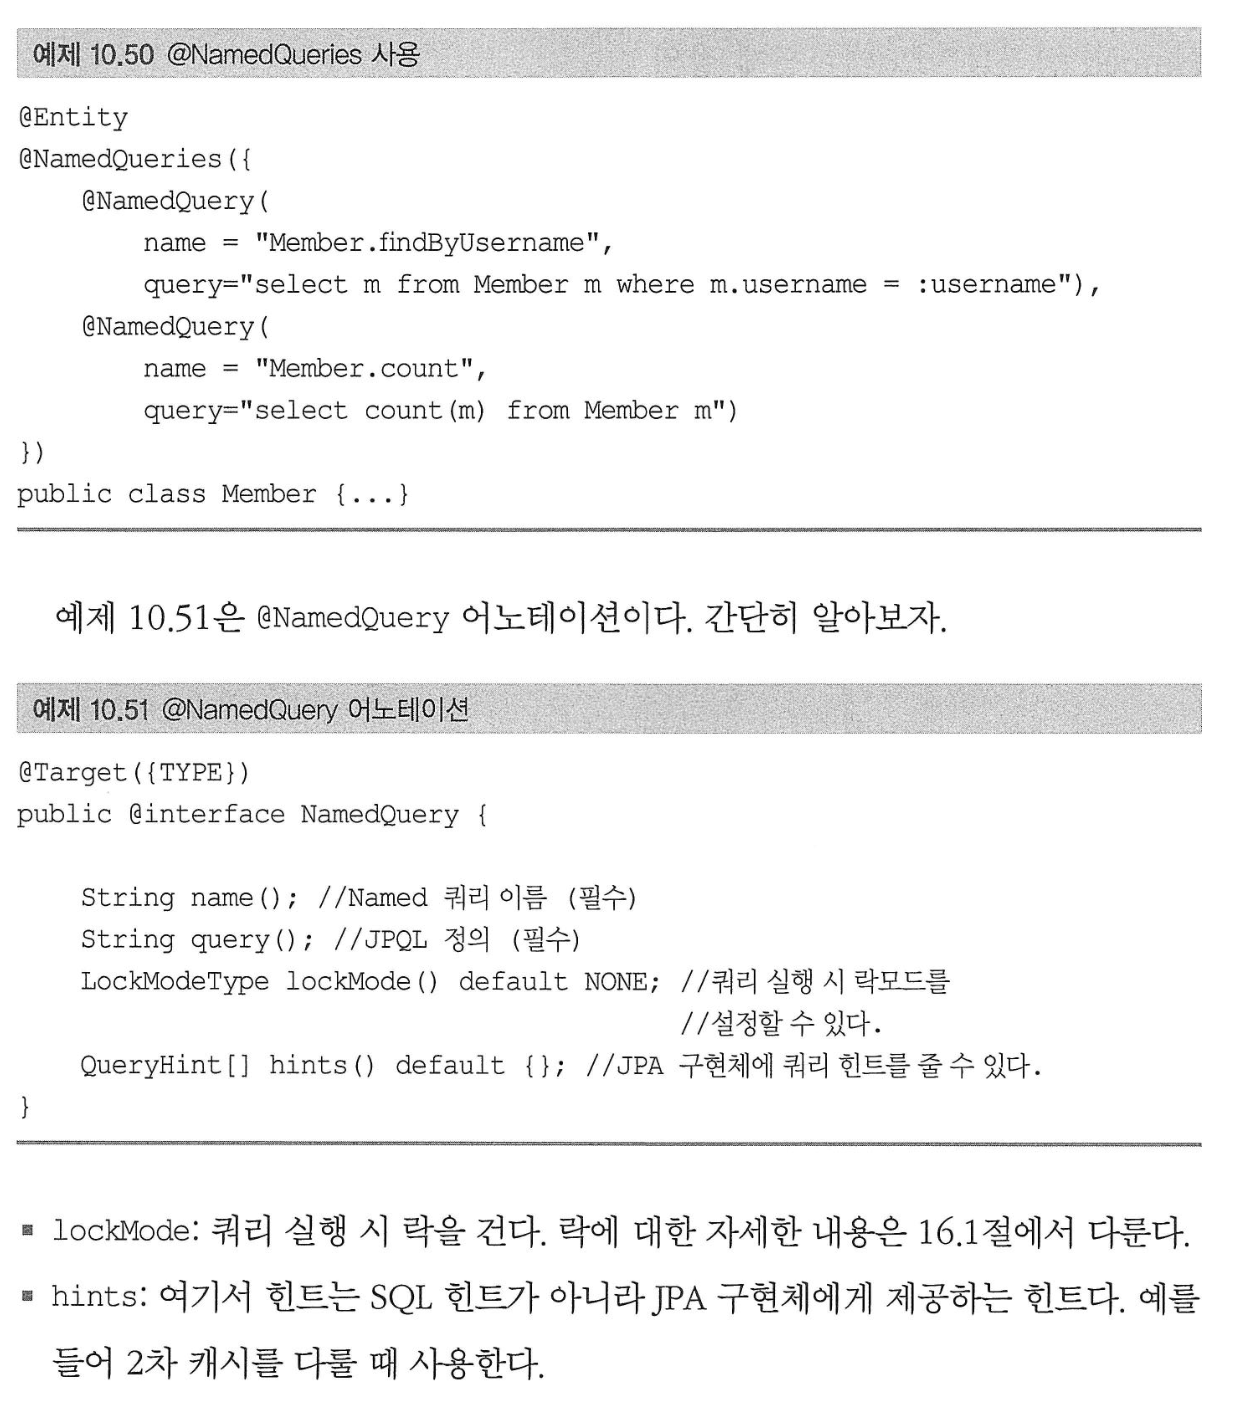 예제 10.50 @NamedQueries 사용
@Entity
@NamedQueries({
    @NamedQuery(
        name = "Member.findByUsername",
        query="select m from Member m where m.username = :username"),
    @NamedQuery(
        name = "Member.count",
        query="select count(m) from Member m")
})
public class Member {...}
예제 10.51은 @NamedQuery 어노테이션이다. 간단히 알아보자.
예제 10.51 @NamedQuery 어노테이션
@Target({TYPE})
public @interface NamedQuery {
    String name(); //Named 쿼리 이름 (필수)
    String query(); //JPQL 정의 (필수)
    LockModeType lockMode() default NONE; //쿼리 실행 시 락모드를
                                          //설정할 수 있다.
    QueryHint[] hints() default {}; //JPA 구현체에 쿼리 힌트를 줄 수 있다.
}
▪ lockMode: 쿼리 실행 시 락을 건다. 락에 대한 자세한 내용은 16.1절에서 다룬다.
▪ hints: 여기서 힌트는 SQL 힌트가 아니라 JPA 구현체에게 제공하는 힌트다. 예를
들어 2차 캐시를 다룰 때 사용한다.